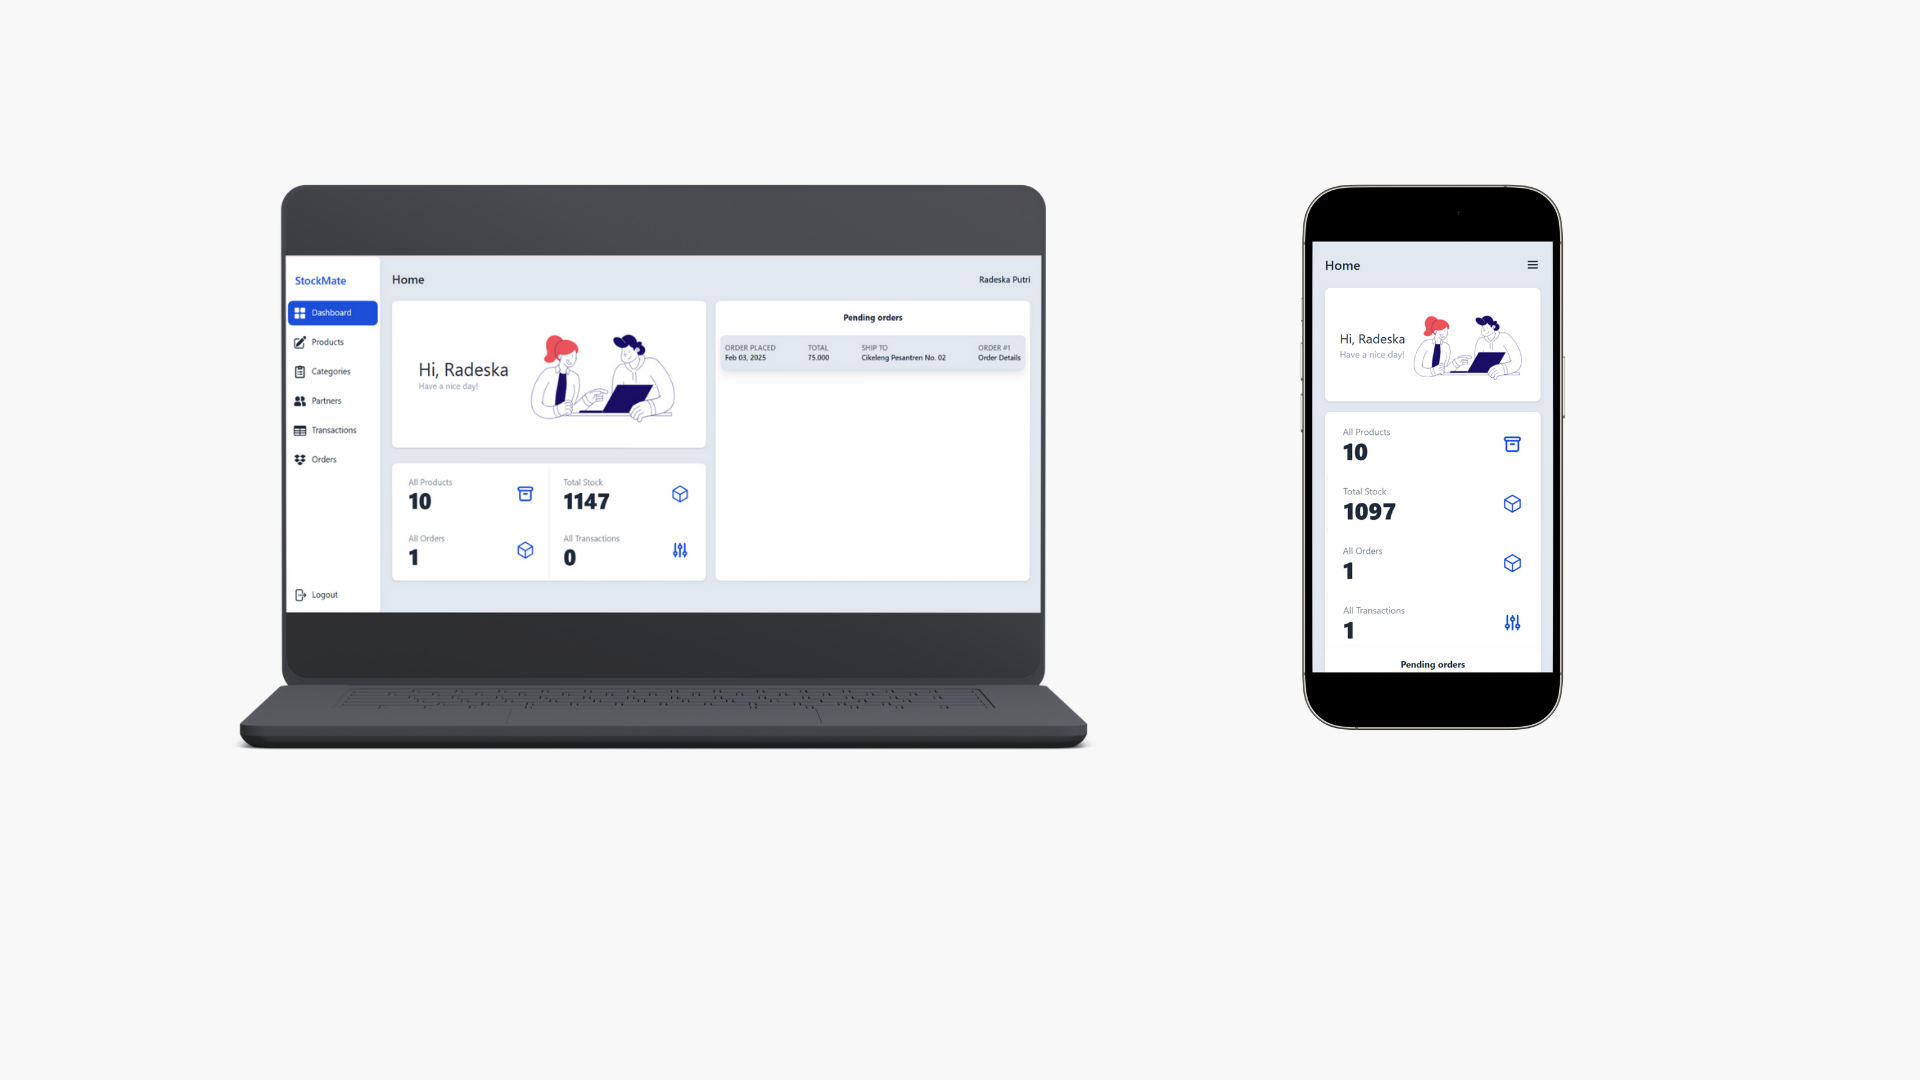 StockMate
Dashboard
Products
Categories
Partners
Transactions
Orders
Logout
Home
Radeska Putri
Hi, Radeska
Have a nice day!
All Products
10
Total Stock
1147
All Orders
1
All Transactions
0
Pending orders
ORDER PLACED TOTAL SHIP TO ORDER #1
Feb 03, 2025 75.000 Cikeleng Pesantren No. 02 Order Details
Home
Hi, Radeska
Have a nice day!
All Products
10
Total Stock
1097
All Orders
1
All Transactions
1
Pending orders